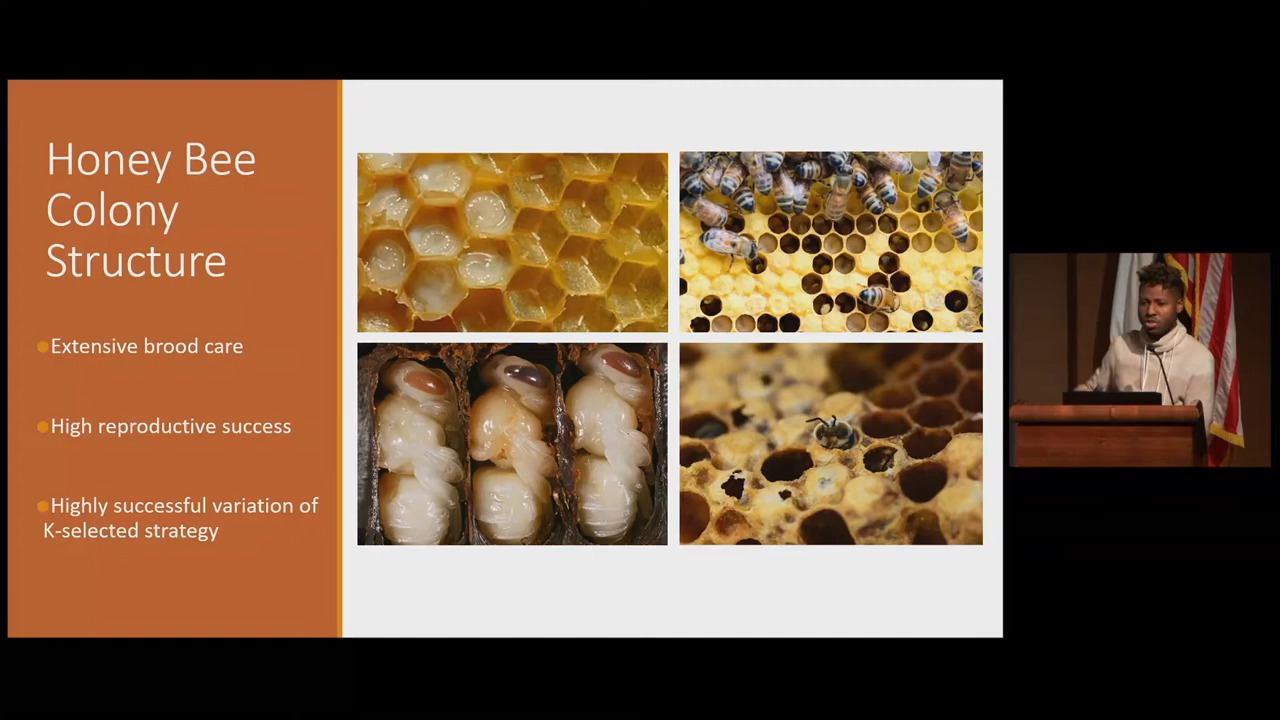 Honey Bee
Colony
Structure
Extensive brood care
High reproductive success
Highly successful variation of
K-selected strategy